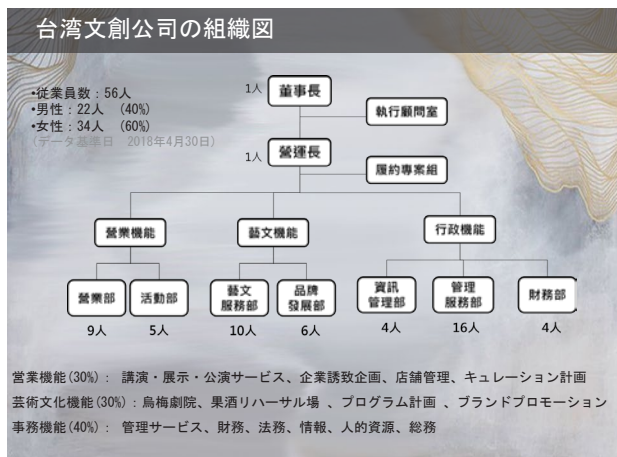 台湾文創公司の組織図
•従業員数：56人
•男性：22人　(40%)
•女性：34人　(60%)
(データ基準日　2018年4月30日)
1人 董事長
執行顧問室
1人 營運長
履約專案組
營業機能 藝文機能 行政機能
營業部 活動部 藝文服務部 品牌發展部 資訊管理部 管理服務部 財務部
9人 5人 10人 6人 4人 16人 4人
営業機能(30%)： 講演・展示・公演サービス、企業誘致企画、店舗管理、キュレーション計画
芸術文化機能(30%)：烏梅劇院、果酒リハーサル場 、プログラム計画 、ブランドプロモーション
事務機能(40%)： 管理サービス、財務、法務、情報、人的資源、総務